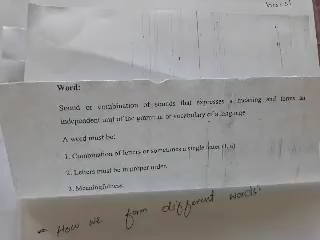 Word:
Sound or combination of sounds that expresses a meaning and forms an
independent unit of the grammar or vocabulary of a language
A word must be:
1. Combination of letters or sometimes a single letter (I, a)
2. Letters must be in proper order.
3. Meaningfulness.
How we form different words?